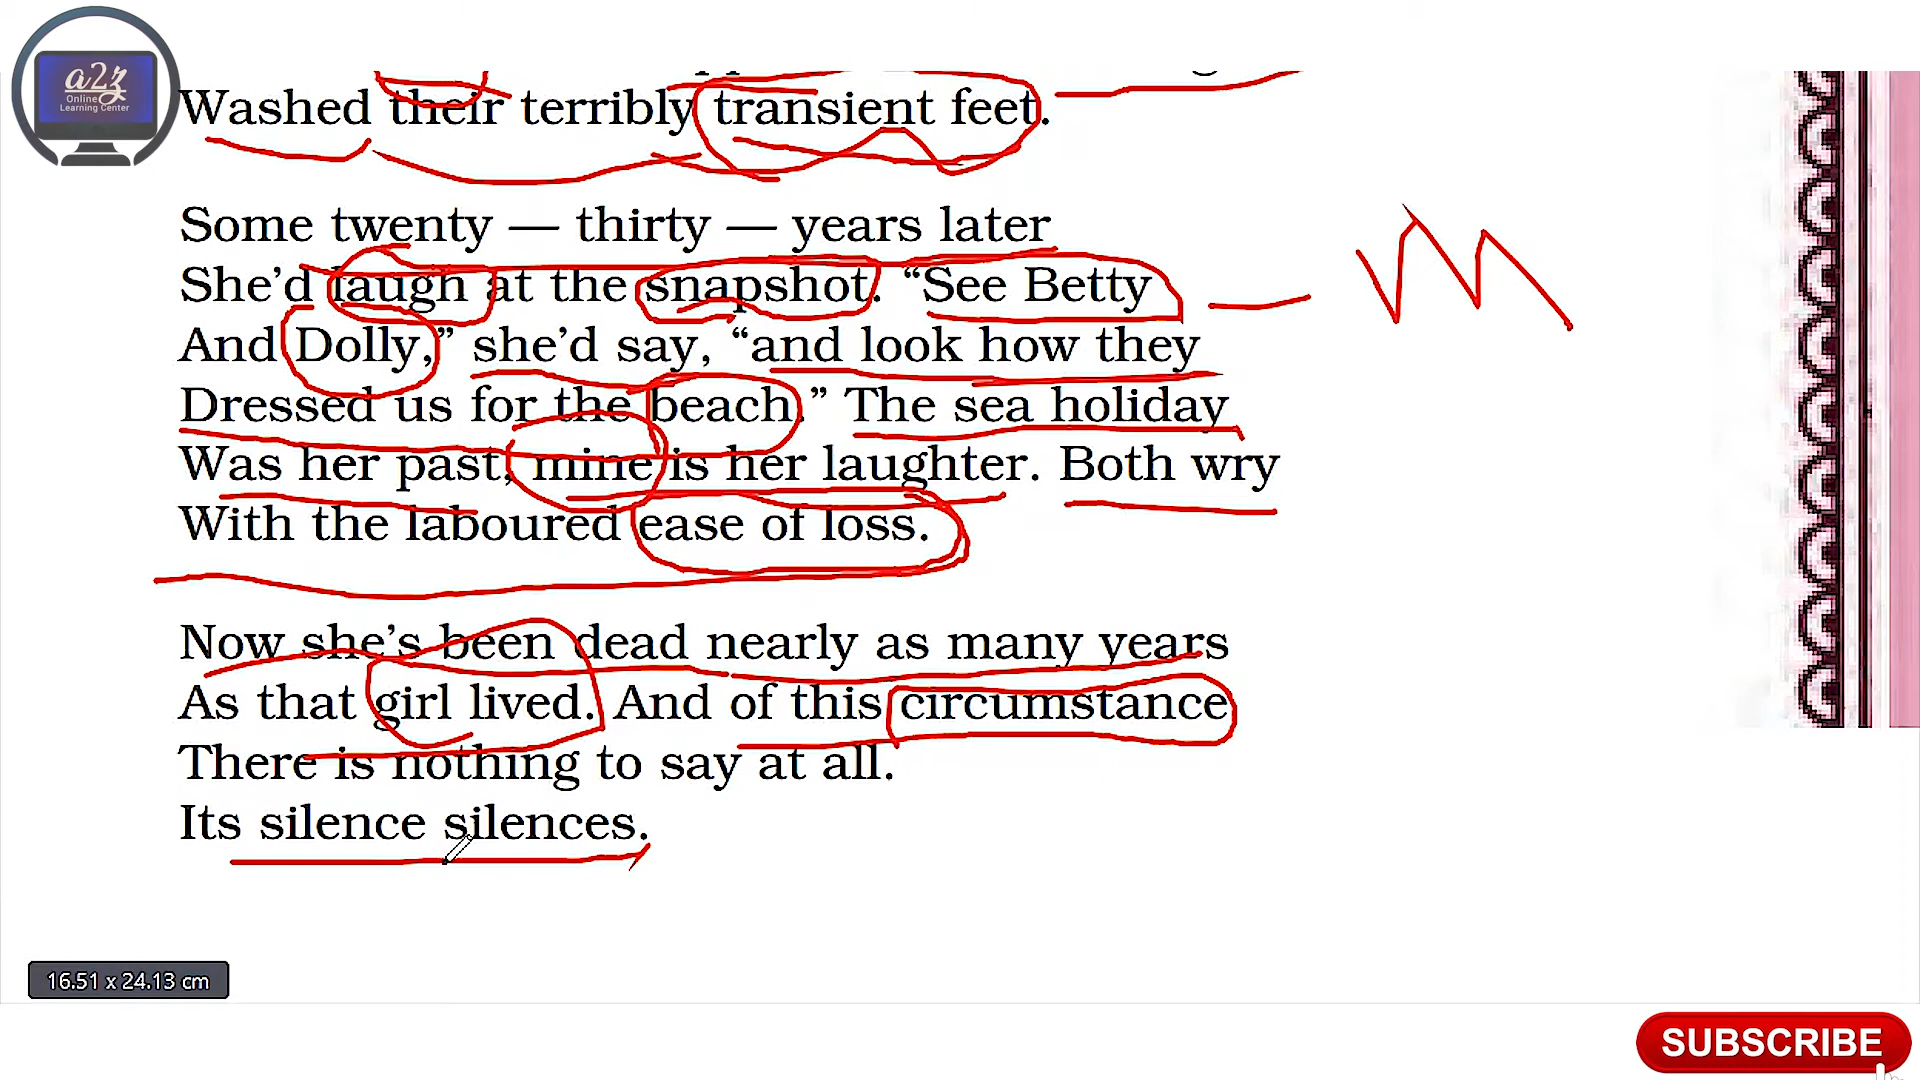 a2z
Online
Learning Center
Washed their terribly transient feet.
Some twenty — thirty — years later
She’d laugh at the snapshot. “See Betty
And Dolly,” she’d say, “and look how they
Dressed us for the beach.” The sea holiday
Was her past, mine is her laughter. Both wry
With the laboured ease of loss.
Now she’s been dead nearly as many years
As that girl lived. And of this circumstance
There is nothing to say at all.
Its silence silences.
16.51 x 24.13 cm
SUBSCRIBE